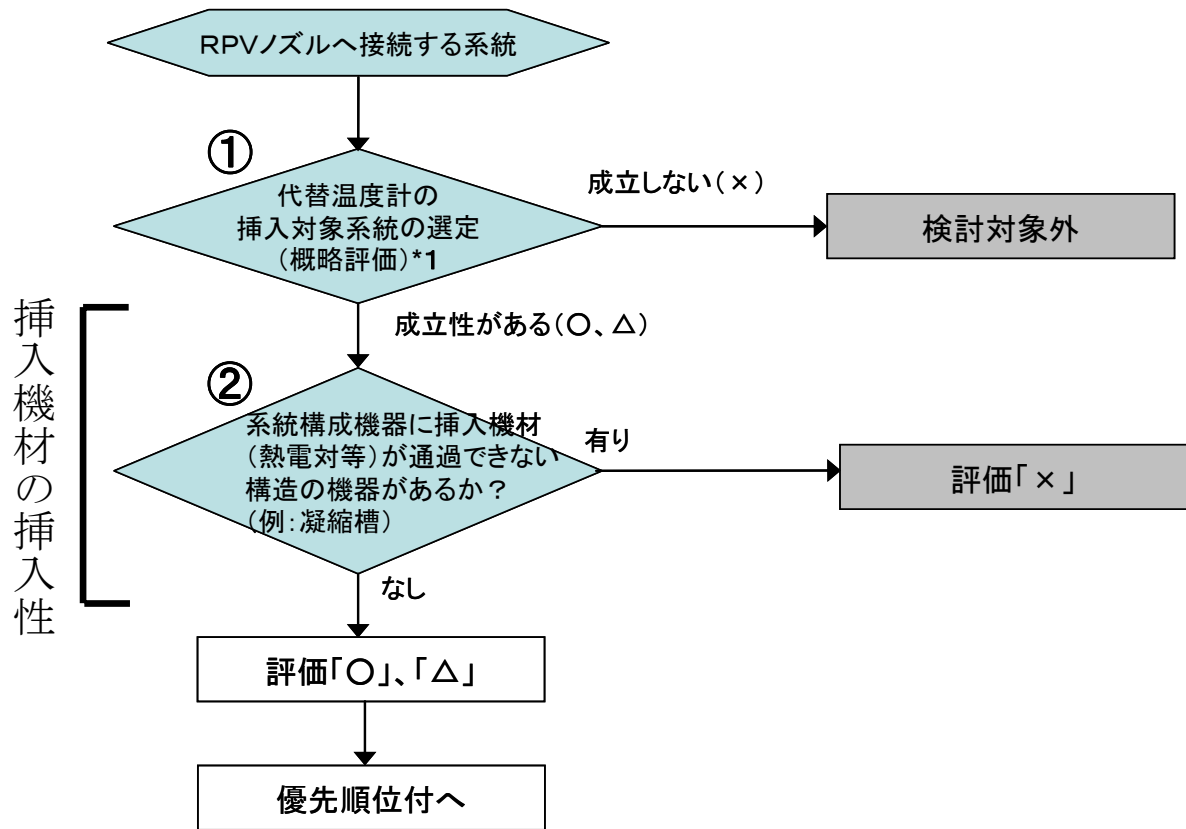 RPVノズルへ接続する系統
①
代替温度計の
挿入対象系統の選定
（概略評価）*1
成立しない（×）
検討対象外
成立性がある（〇、△）
挿入機材の挿入性
②
系統構成機器に挿入機材
（熱電対等）が通過できない
構造の機器があるか？
（例：凝縮槽）
有り
評価「×」
なし
評価「〇」、「△」
優先順位付へ